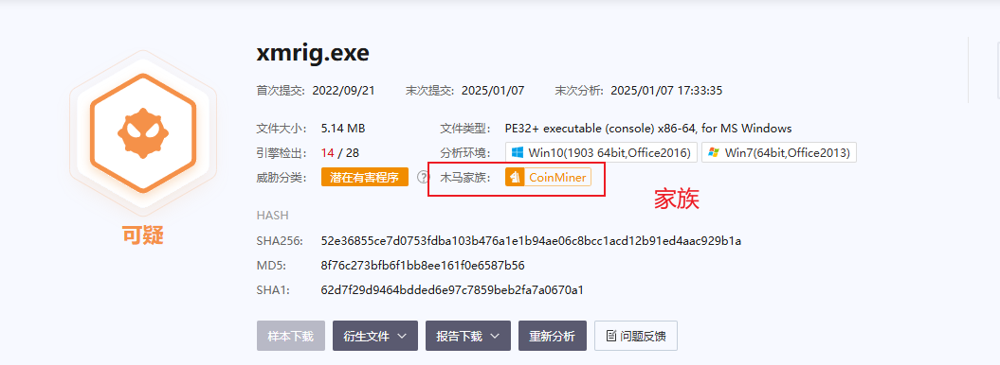 xmrig.exe
首次提交: 2022/09/21 末次提交: 2025/01/07 末次分析: 2025/01/07 17:33:35
文件大小: 5.14 MB 文件类型: PE32+ executable (console) x86-64, for MS Windows
引擎检出: 14 / 28 分析环境: Win10(1903 64bit,Office2016) Win7(64bit,Office2013)
威胁分类: 潜在有害程序 ? 木马家族: CoinMiner
家族
可疑
HASH
SHA256: 52e36855ce7d0753fdba103b476a1e1b94ae06c8bcc1acd12b91ed4aac929b1a
MD5: 8f76c273bfb6f1bb8ee161f0e6587b56
SHA1: 62d7f29d9464bdded6e97c7859beb2fa7a0670a1
样本下载 衍生文件 报告下载 重新分析 问题反馈